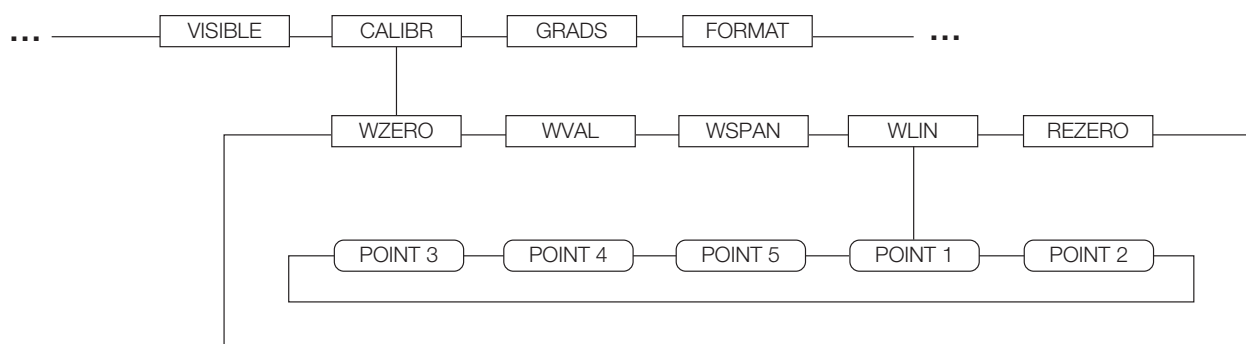 ... VISIBLE CALIBR GRADS FORMAT ...
WZERO WVAL WSPAN WLIN REZERO
POINT 3 POINT 4 POINT 5 POINT 1 POINT 2